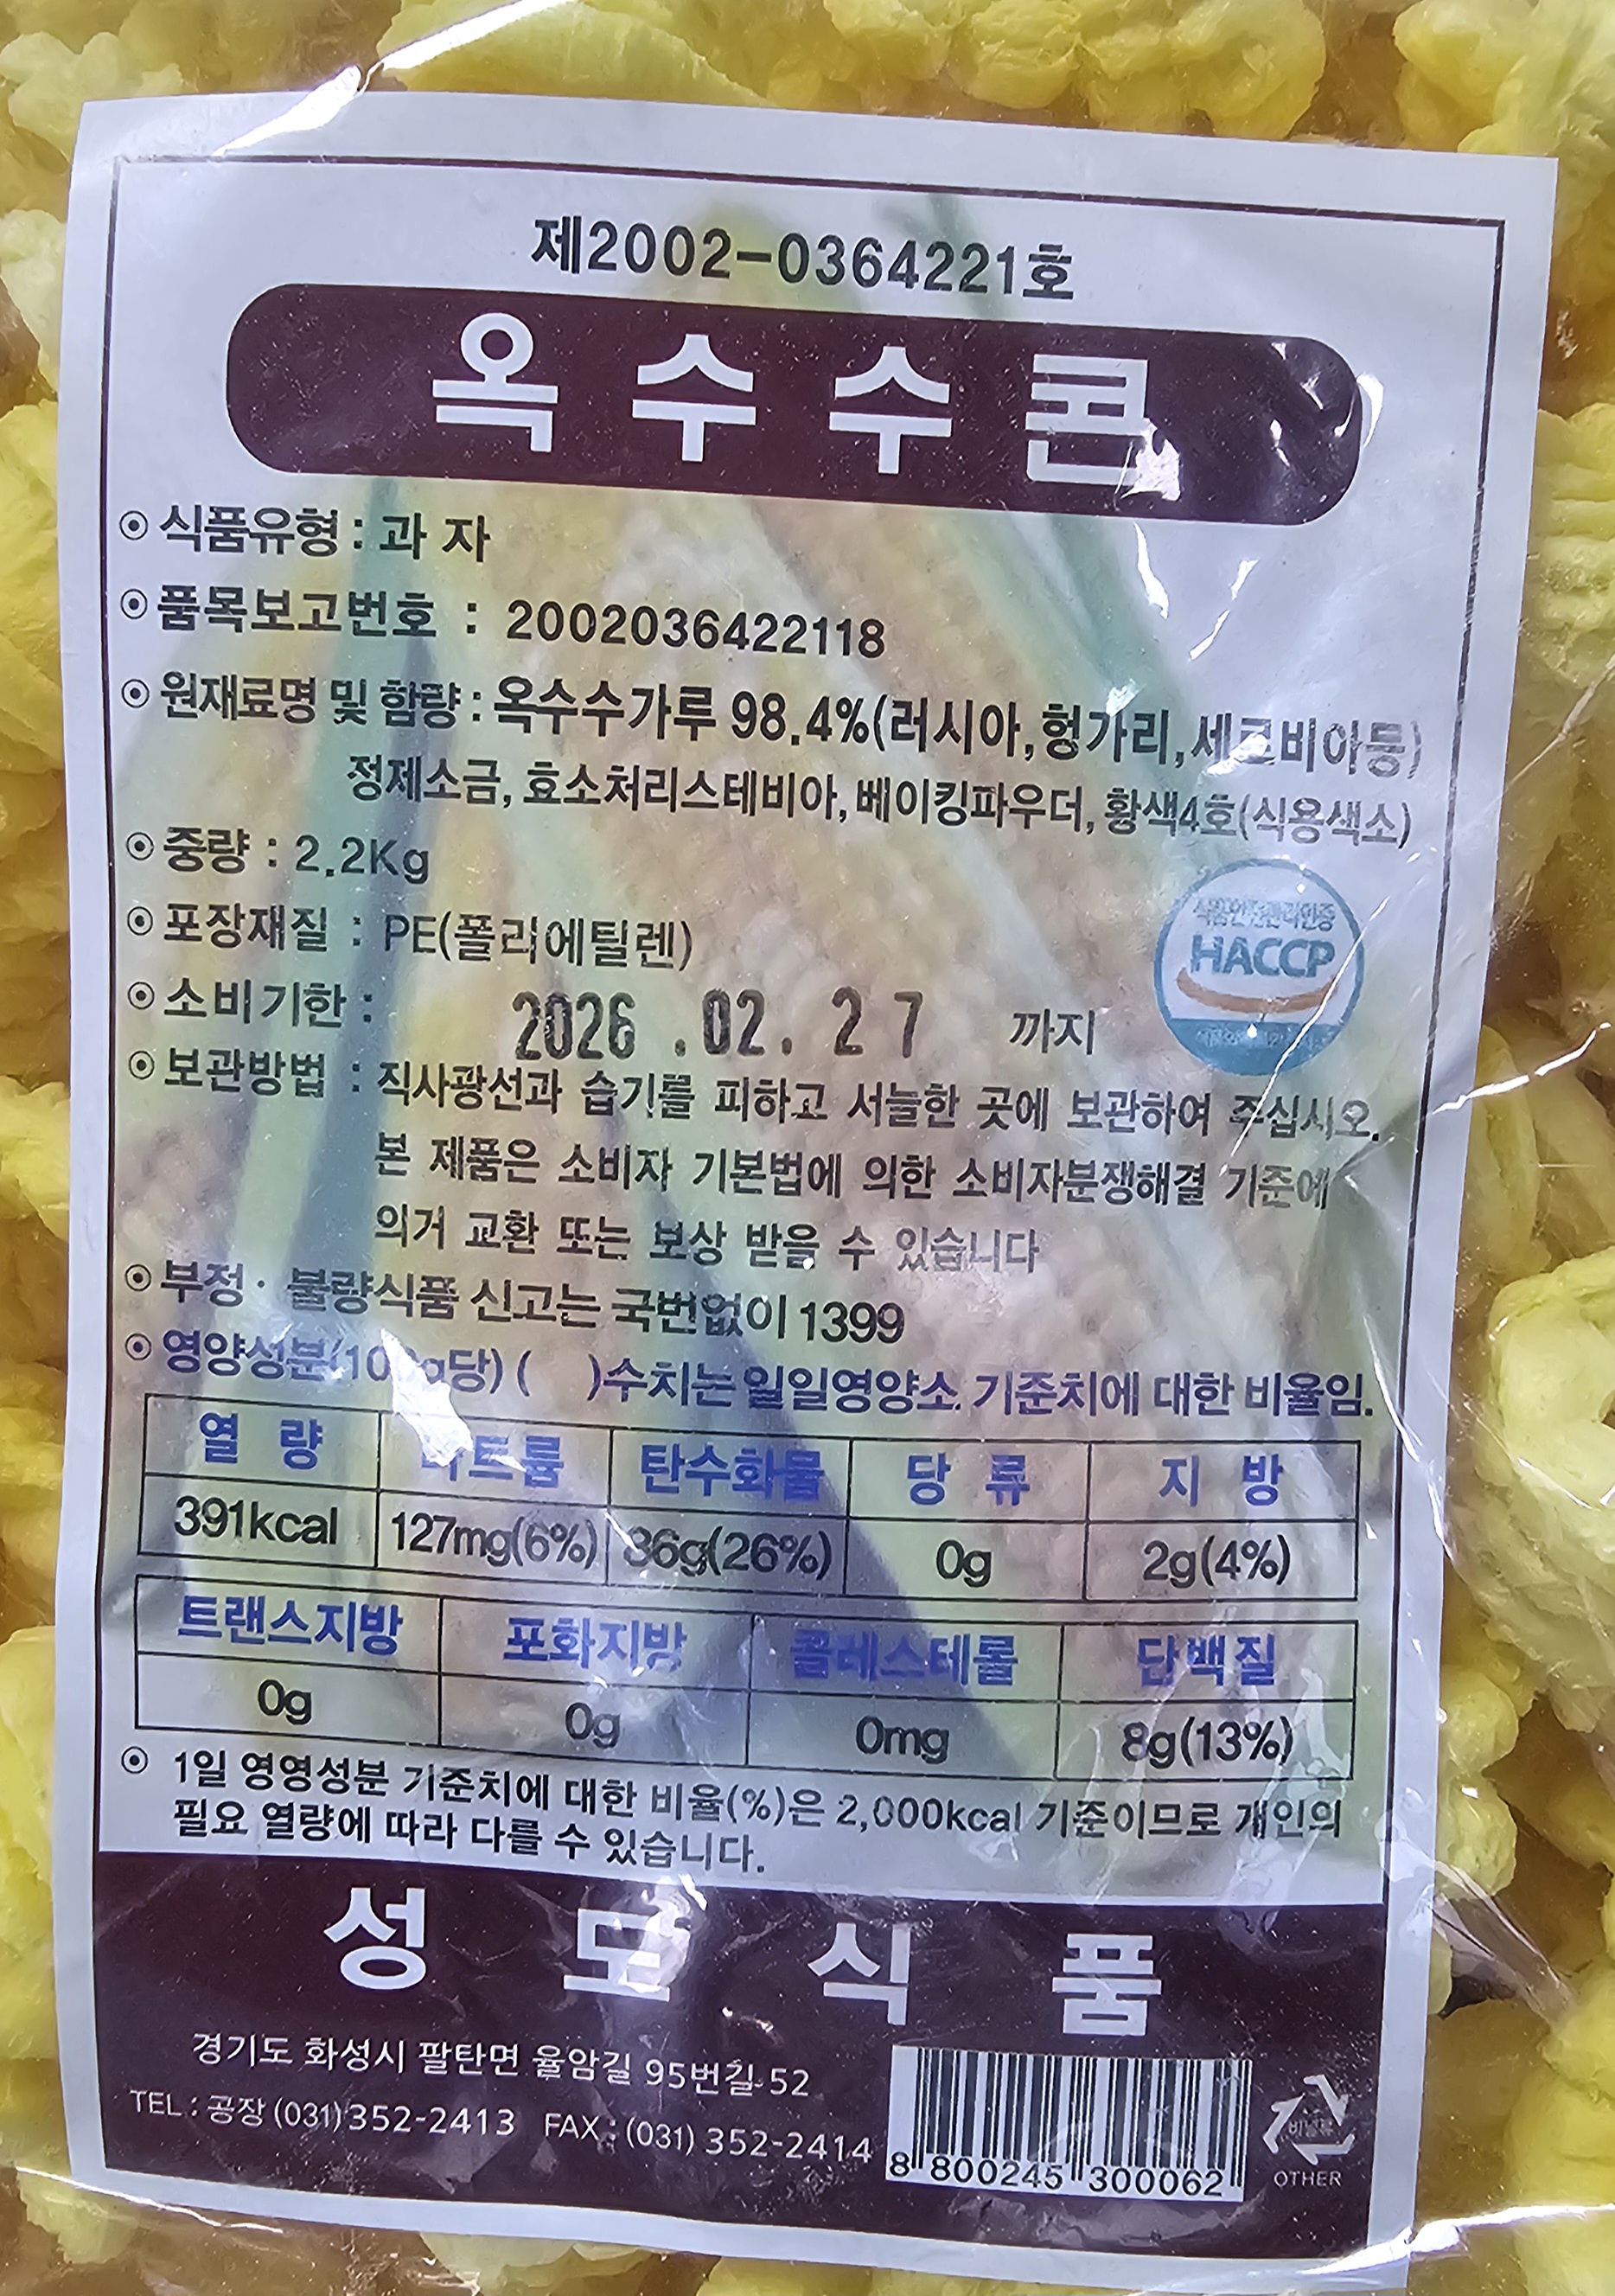 제2002-0364221호
옥수수콘
⊙ 식품유형 : 과 자
⊙ 품목보고번호 : 2002036422118
⊙ 원재료명 및 함량 : 옥수수가루 98.4%(러시아,헝가리,세르비아등)
정제소금, 효소처리스테비아, 베이킹파우더, 황색4호(식용색소)
⊙ 중량 : 2.2Kg
⊙ 포장재질 : PE(폴리에틸렌)
식품안전관리인증
HACCP
⊙ 소비기한 : 2026 .02. 27 까지
⊙ 보관방법 : 직사광선과 습기를 피하고 서늘한 곳에 보관하여 주십시오.
본 제품은 소비자 기본법에 의한 소비자분쟁해결 기준에
의거 교환 또는 보상 받을 수 있습니다
⊙ 부정· 불량식품 신고는 국번없이 1399
⊙ 영양성분(100g당) ( )수치는 일일영양소 기준치에 대한 비율임.
열 량 나트륨 탄수화물 당 류 지 방
391kcal 127mg(6%) 86g(26%) 0g 2g(4%)
트랜스지방 포화지방 콜레스테롤 단백질
0g 0g 0mg 8g(13%)
⊙ 1일 영영성분 기준치에 대한 비율(%)은 2,000kcal 기준이므로 개인의
필요 열량에 따라 다를 수 있습니다.
성 모 식 품
경기도 화성시 팔탄면 율암길 95번길 52
TEL : 공장 (031)352-2413 FAX : (031) 352-2414
8 800245 300062
비닐류
OTHER